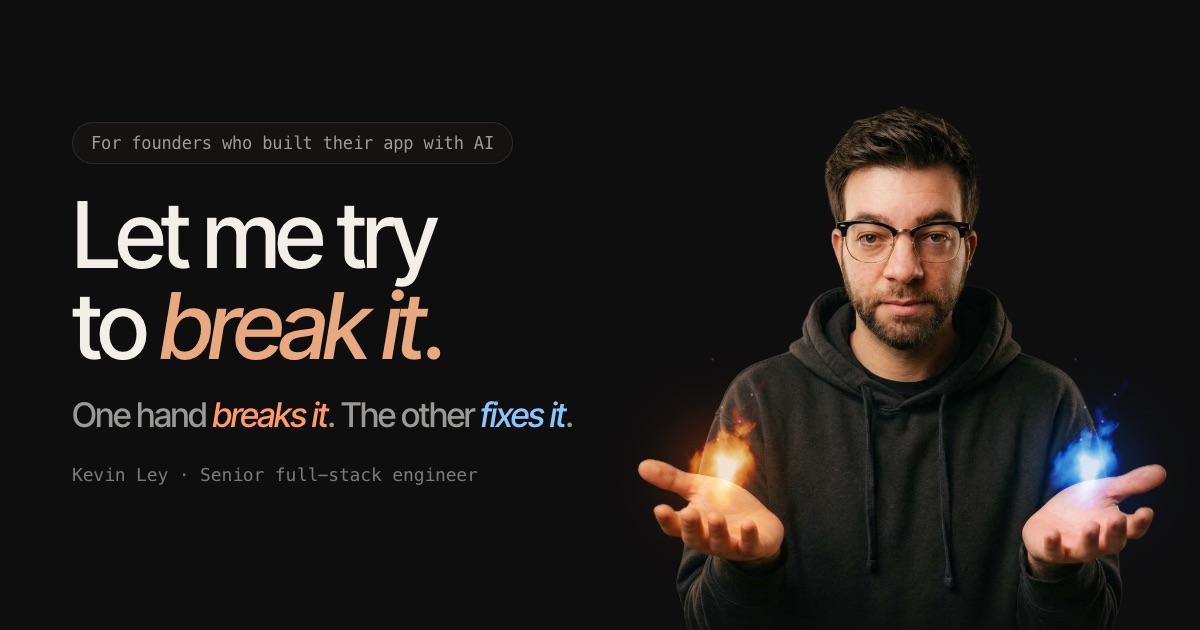 For founders who built their app with AI
Let me try
to break it.
One hand breaks it. The other fixes it.
Kevin Ley · Senior full-stack engineer